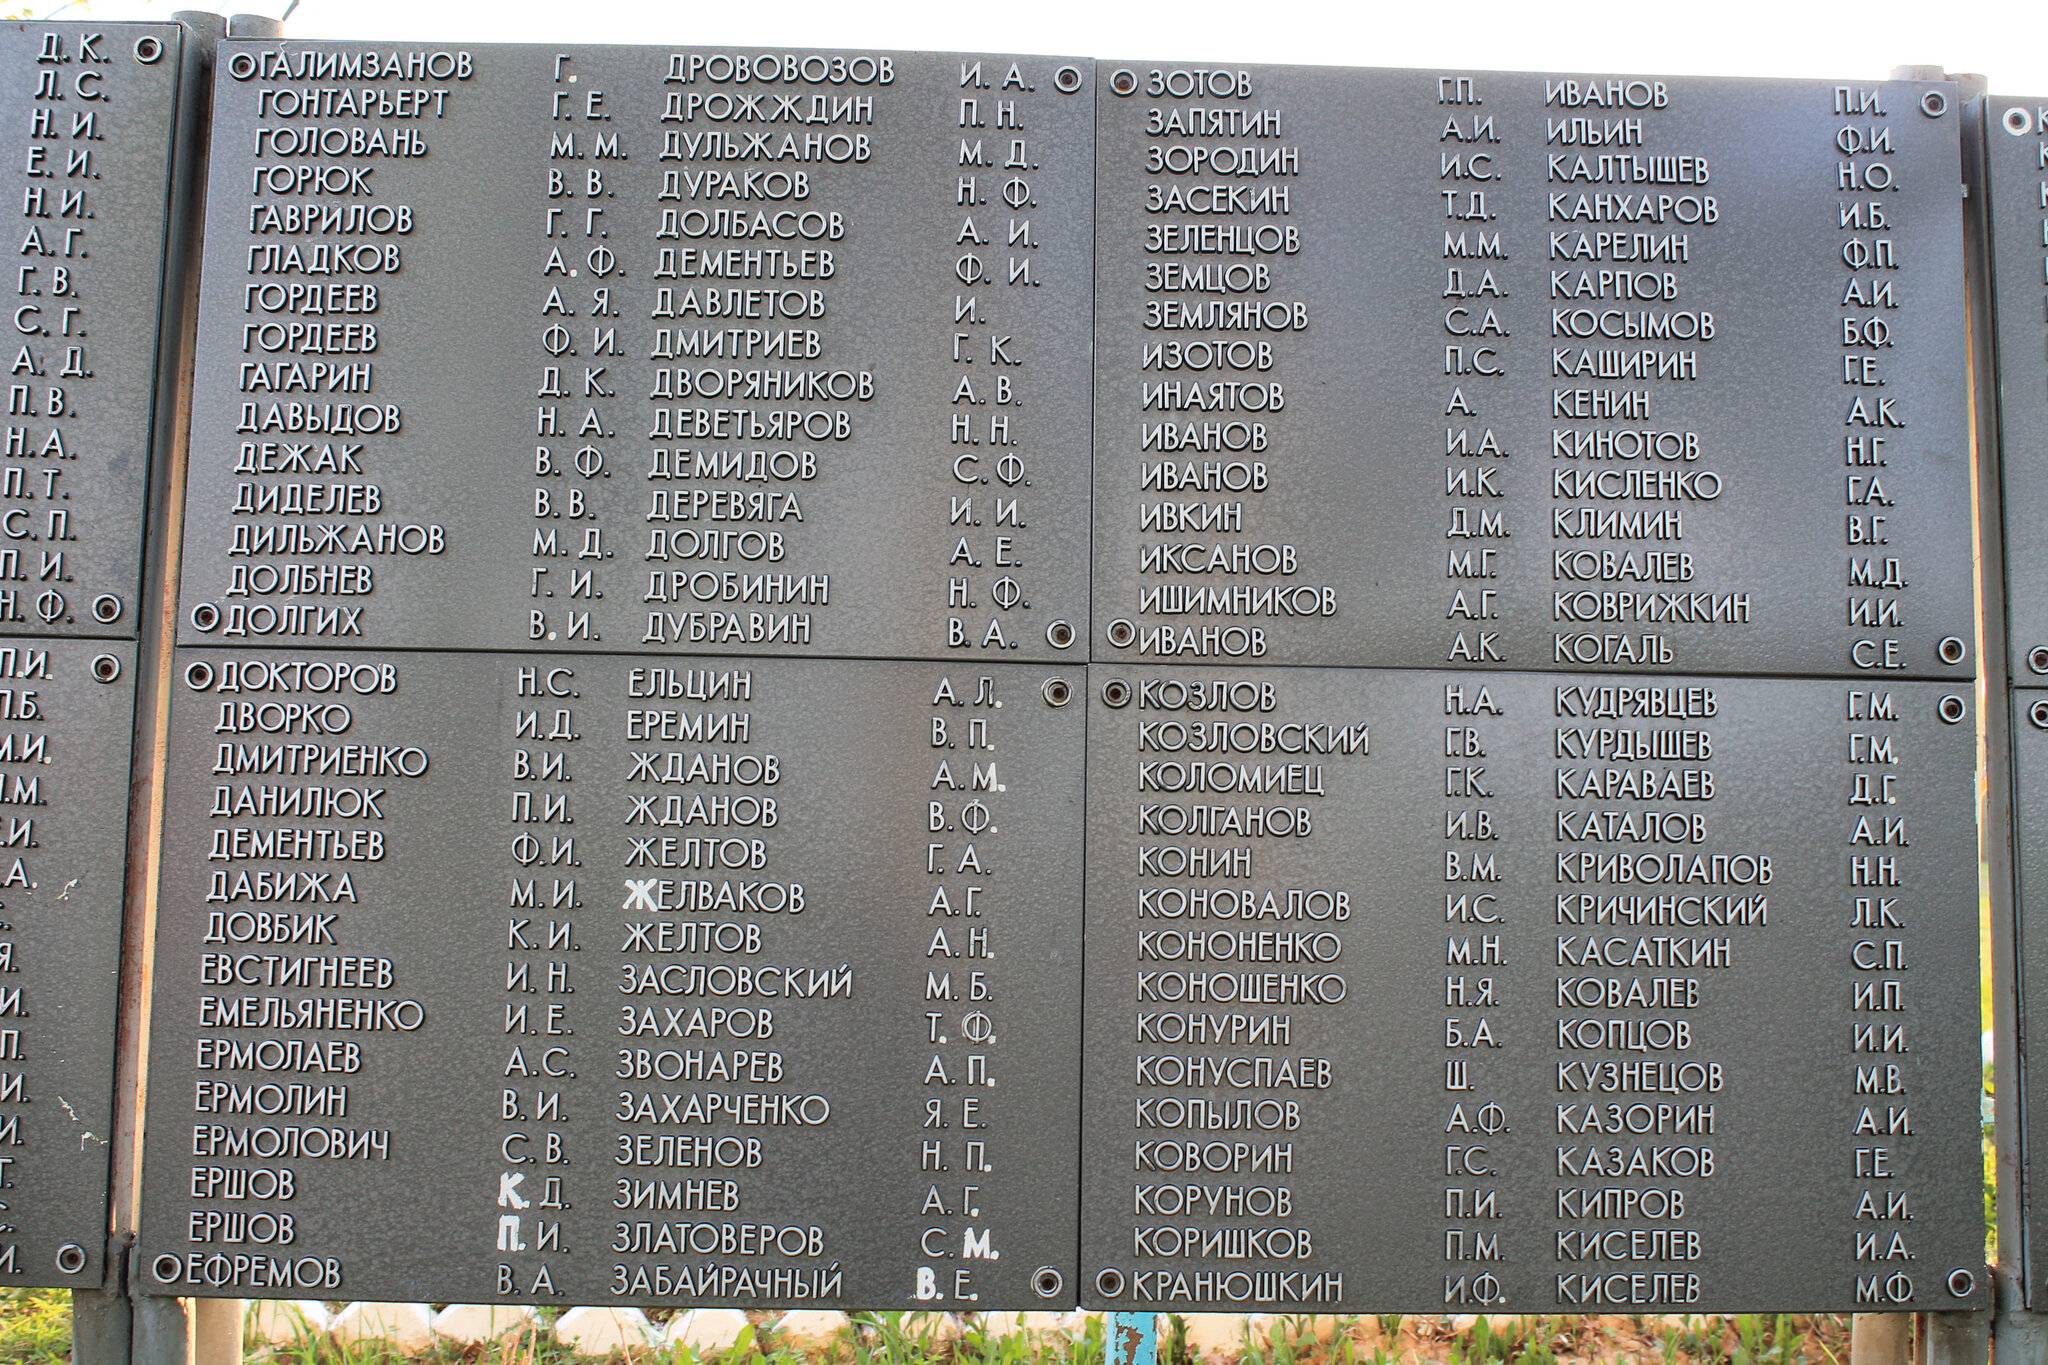 Д. К.
Л. С.
Н. И.
Е. И.
Н. И.
А. Г.
Г. В.
С. Г.
А. Д.
П. В.
Н. А.
П. Т.
С. П.
П. И.
Н. Ф.
П.И.
ГАЛИМЗАНОВ Г.
ГОНТАРЬЕРТ Г. Е.
ГОЛОВАНЬ М. М.
ГОРЮК В. В.
ГАВРИЛОВ Г. Г.
ГЛАДКОВ А. Ф.
ГОРДЕЕВ А. Я.
ГОРДЕЕВ Ф. И.
ГАГАРИН Д. К.
ДАВЫДОВ Н. А.
ДЕЖАК В. Ф.
ДИДЕЛЕВ В. В.
ДИЛЬЖАНОВ М. Д.
ДОЛБНЕВ Г. И.
ДОЛГИХ В. И.
ДРОВОВОЗОВ И. А.
ДРОЖЖДИН П. Н.
ДУЛЬЖАНОВ М. Д.
ДУРАКОВ Н. Ф.
ДОЛБАСОВ А. И.
ДЕМЕНТЬЕВ Ф. И.
ДАВЛЕТОВ И.
ДМИТРИЕВ Г. К.
ДВОРЯНИКОВ А. В.
ДЕВЕТЬЯРОВ Н. Н.
ДЕМИДОВ С. Ф.
ДЕРЕВЯГА И. И.
ДОЛГОВ А. Е.
ДРОБИНИН Н. Ф.
ДУБРАВИН В. А.
ЗОТОВ Г.П.
ЗАПЯТИН А.И.
ЗОРОДИН И.С.
ЗАСЕКИН Т.Д.
ЗЕЛЕНЦОВ М.М.
ЗЕМЦОВ Д.А.
ЗЕМЛЯНОВ С.А.
ИЗОТОВ П.С.
ИНАЯТОВ А.
ИВАНОВ И.А.
ИВАНОВ И.К.
ИВКИН Д.М.
ИКСАНОВ М.Г.
ИШИМНИКОВ А.Г.
ИВАНОВ А.К.
ИВАНОВ П.И.
ИЛЬИН Ф.И.
КАЛТЫШЕВ Н.О.
КАНХАРОВ И.Б.
КАРЕЛИН Ф.П.
КАРПОВ А.И.
КОСЫМОВ Б.Ф.
КАШИРИН Г.Е.
КЕНИН А.К.
КИНОТОВ Н.Г.
КИСЛЕНКО Г.А.
КЛИМИН В.Г.
КОВАЛЕВ М.Д.
КОВРИЖКИН И.И.
КОГАЛЬ С.Е.
ДОКТОРОВ Н.С.
ДВОРКО И.Д.
ДМИТРИЕНКО В.И.
ДАНИЛЮК П.И.
ДЕМЕНТЬЕВ Ф.И.
ДАБИЖА М.И.
ДОВБИК К.И.
ЕВСТИГНЕЕВ И. Н.
ЕМЕЛЬЯНЕНКО И. Е.
ЕРМОЛАЕВ А.С.
ЕРМОЛИН В. И.
ЕРМОЛОВИЧ С. В.
ЕРШОВ К. Д.
ЕРШОВ П. И.
ЕФРЕМОВ В. А.
ЕЛЬЦИН А. Л.
ЕРЕМИН В. П.
ЖДАНОВ А. М.
ЖДАНОВ В. Ф.
ЖЕЛТОВ Г. А.
ЖЕЛВАКОВ А. Г.
ЖЕЛТОВ А. Н.
ЗАСЛОВСКИЙ М. Б.
ЗАХАРОВ Т. Ф.
ЗВОНАРЕВ А. П.
ЗАХАРЧЕНКО Я. Е.
ЗЕЛЕНОВ Н. П.
ЗИМНЕВ А. Г.
ЗЛАТОВЕРОВ С. М.
ЗАБАЙРАЧНЫЙ В. Е.
КОЗЛОВ Н.А.
КОЗЛОВСКИЙ Г.В.
КОЛОМИЕЦ Г.К.
КОЛГАНОВ И.В.
КОНИН В.М.
КОНОВАЛОВ И.С.
КОНОНЕНКО М.Н.
КОНОШЕНКО Н.Я.
КОНУРИН Б.А.
КОНУСПАЕВ Ш.
КОПЫЛОВ А.Ф.
КОВОРИН Г.С.
КОРУНОВ П.И.
КОРИШКОВ П.М.
КРАНЮШКИН И.Ф.
КУДРЯВЦЕВ Г.М.
КУРДЫШЕВ Г.М.
КАРАВАЕВ Д.Г.
КАТАЛОВ А.И.
КРИВОЛАПОВ Н.Н.
КРИЧИНСКИЙ Л.К.
КАСАТКИН С.П.
КОВАЛЕВ И.П.
КОПЦОВ И.И.
КУЗНЕЦОВ М.В.
КАЗОРИН А.И.
КАЗАКОВ Г.Е.
КИПРОВ А.И.
КИСЕЛЕВ И.А.
КИСЕЛЕВ М.Ф.